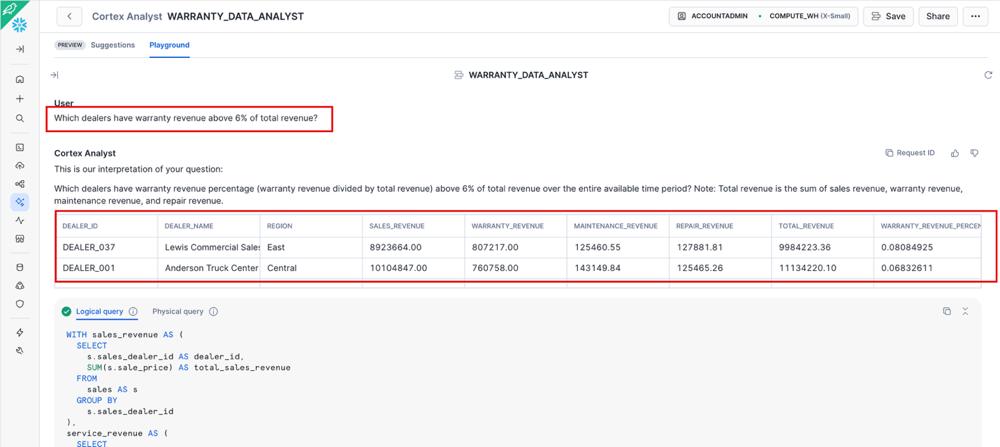 Cortex Analyst WARRANTY_DATA_ANALYST
ACCOUNTADMIN • COMPUTE_WH (X-Small)
Save
Share
PREVIEW Suggestions Playground
WARRANTY_DATA_ANALYST
User
Which dealers have warranty revenue above 6% of total revenue?
Cortex Analyst
Request ID
This is our interpretation of your question:
Which dealers have warranty revenue percentage (warranty revenue divided by total revenue) above 6% of total revenue over the entire available time period? Note: Total revenue is the sum of sales revenue, warranty revenue,
maintenance revenue, and repair revenue.
DEALER_ID DEALER_NAME REGION SALES_REVENUE WARRANTY_REVENUE MAINTENANCE_REVENUE REPAIR_REVENUE TOTAL_REVENUE WARRANTY_REVENUE_PERCEN
DEALER_037 Lewis Commercial Sales East 8923664.00 807217.00 125460.55 127881.81 9984223.36 0.08084925
DEALER_001 Anderson Truck Center Central 10104847.00 760758.00 143149.84 125465.26 11134220.10 0.06832611
Logical query Physical query
WITH sales_revenue AS (
SELECT
s.sales_dealer_id AS dealer_id,
SUM(s.sale_price) AS total_sales_revenue
FROM
sales AS s
GROUP BY
s.sales_dealer_id
),
service_revenue AS (
SELECT